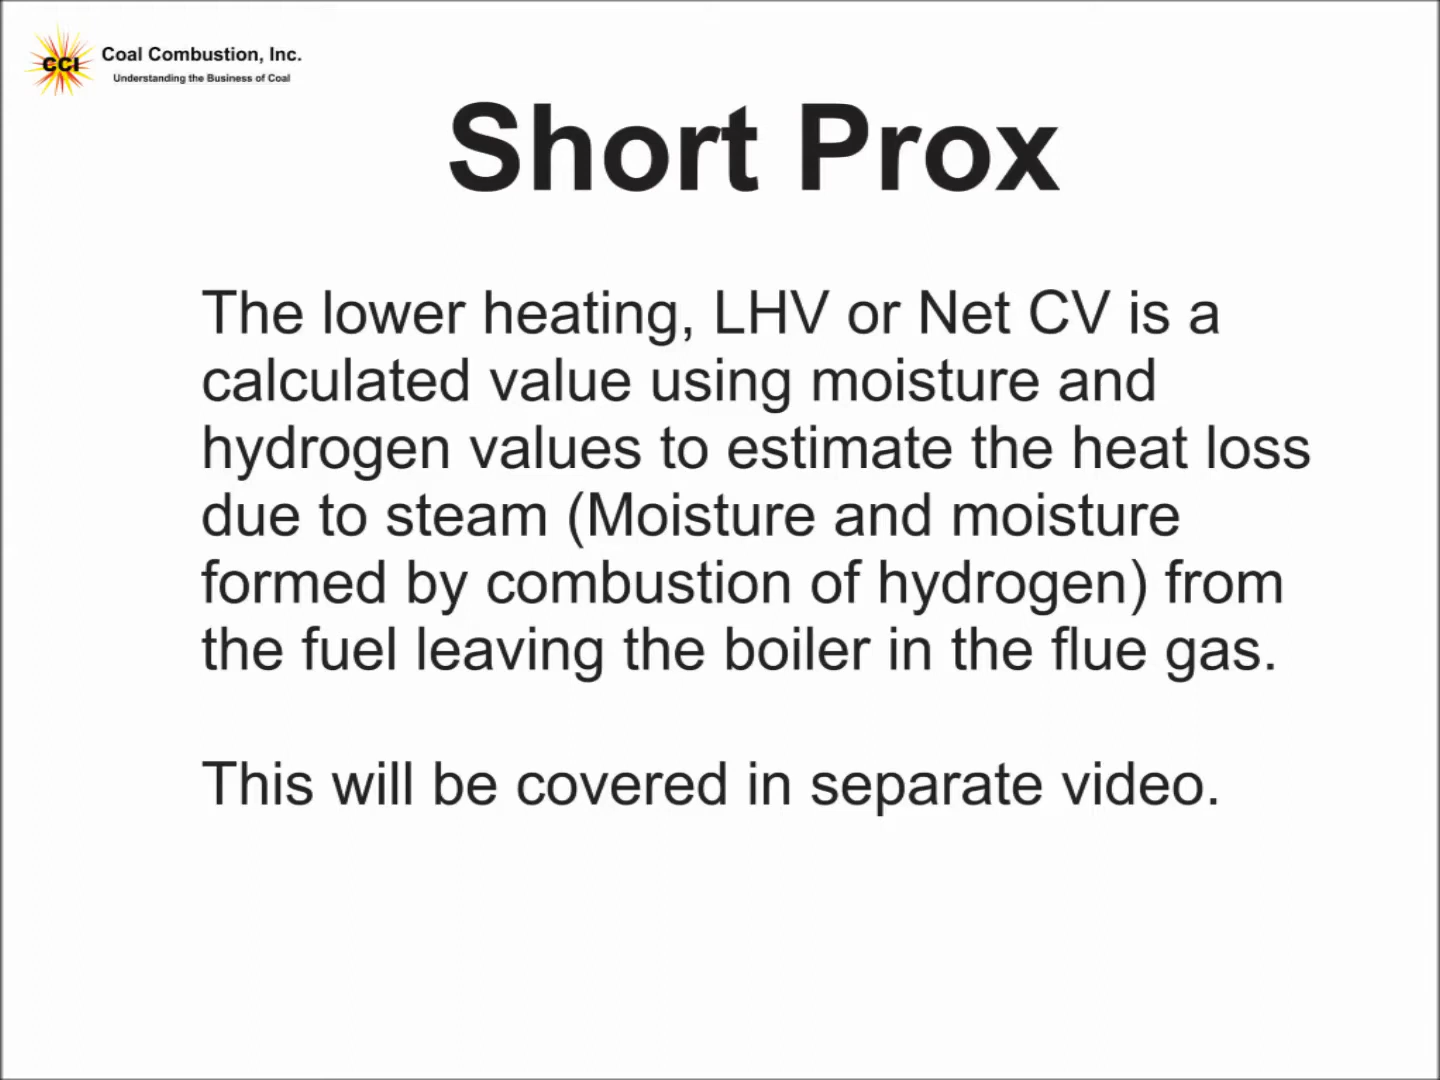 CCI
Coal Combustion, Inc.
Understanding the Business of Coal
Short Prox
The lower heating, LHV or Net CV is a
calculated value using moisture and
hydrogen values to estimate the heat loss
due to steam (Moisture and moisture
formed by combustion of hydrogen) from
the fuel leaving the boiler in the flue gas.
This will be covered in separate video.